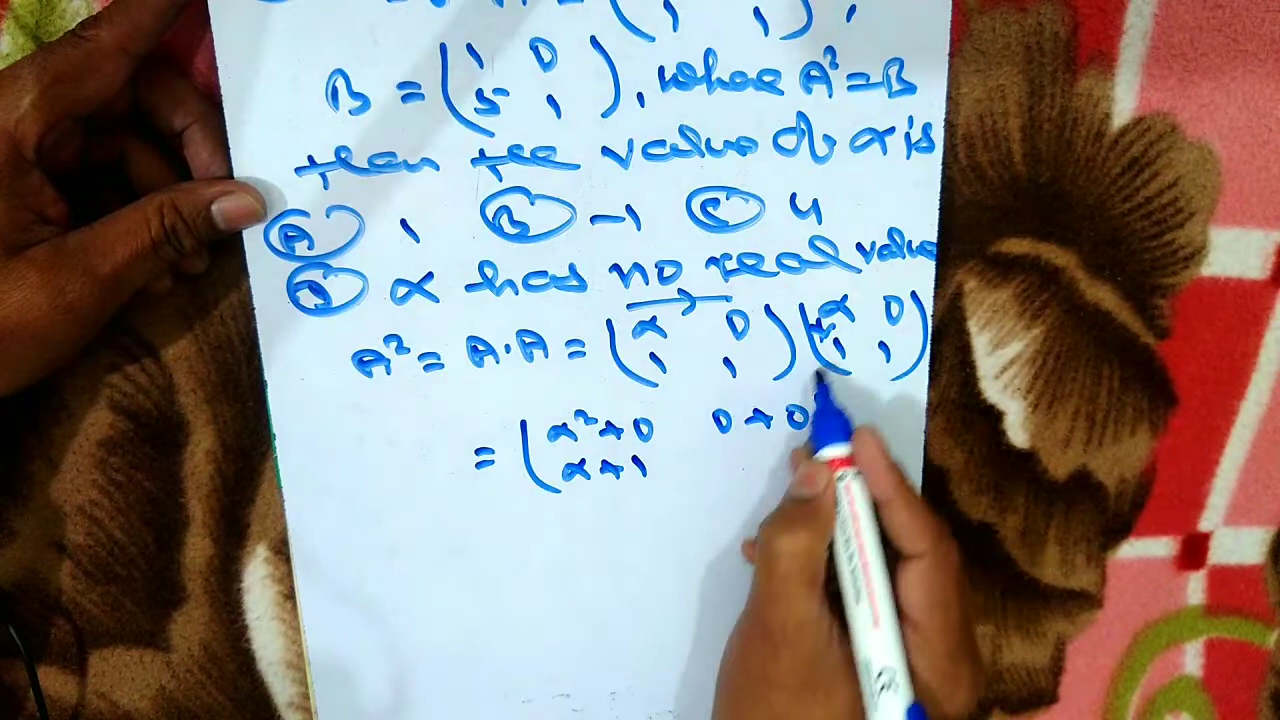 B = ( 1 0
5 1 ), where A² = B
then the value of α is
(A) 1 (B) -1 (C) 4
(D) α has no real value
A² = A·A = ( α 0
1 1 ) ( α 0
1 1 )
= ( α² + 0 0 + 0
α + 1